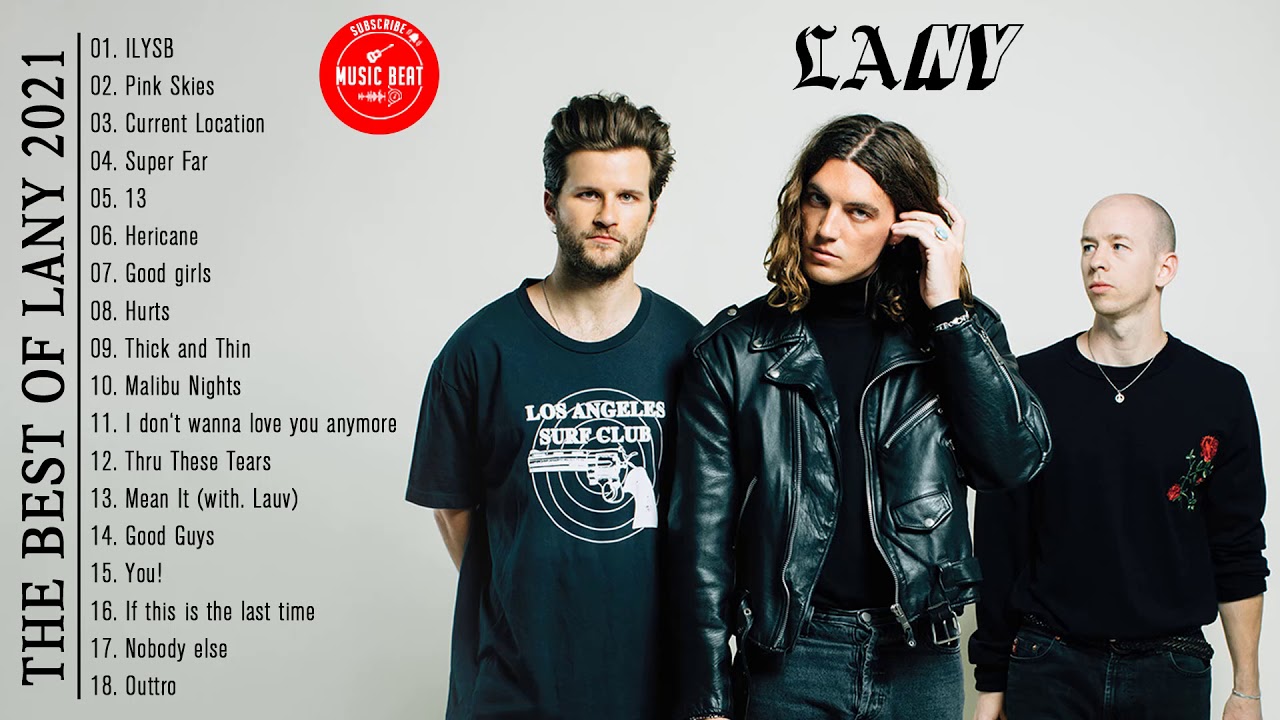 THE BEST OF LANY 2021
01. ILYSB
02. Pink Skies
03. Current Location
04. Super Far
05. 13
06. Hericane
07. Good girls
08. Hurts
09. Thick and Thin
10. Malibu Nights
11. I don't wanna love you anymore
12. Thru These Tears
13. Mean It (with. Lauv)
14. Good Guys
15. You!
16. If this is the last time
17. Nobody else
18. Outtro
SUBSCRIBE
MUSIC BEAT
LANY
LOS ANGELES
SURF CLUB